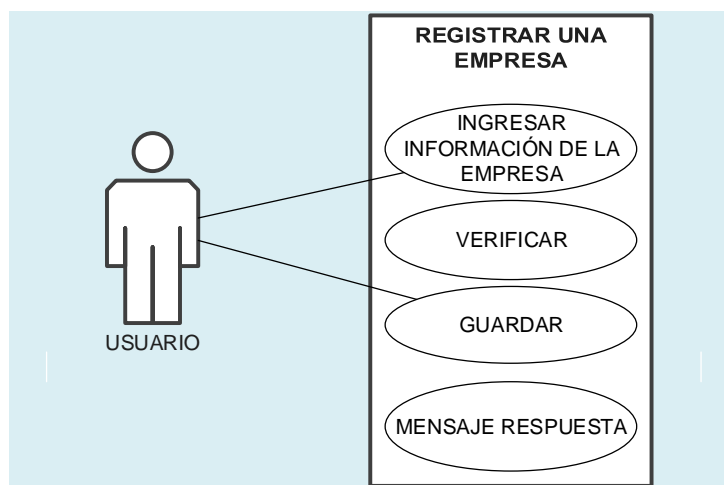 REGISTRAR UNA
EMPRESA
INGRESAR
INFORMACIÓN DE LA
EMPRESA
VERIFICAR
GUARDAR
USUARIO
MENSAJE RESPUESTA